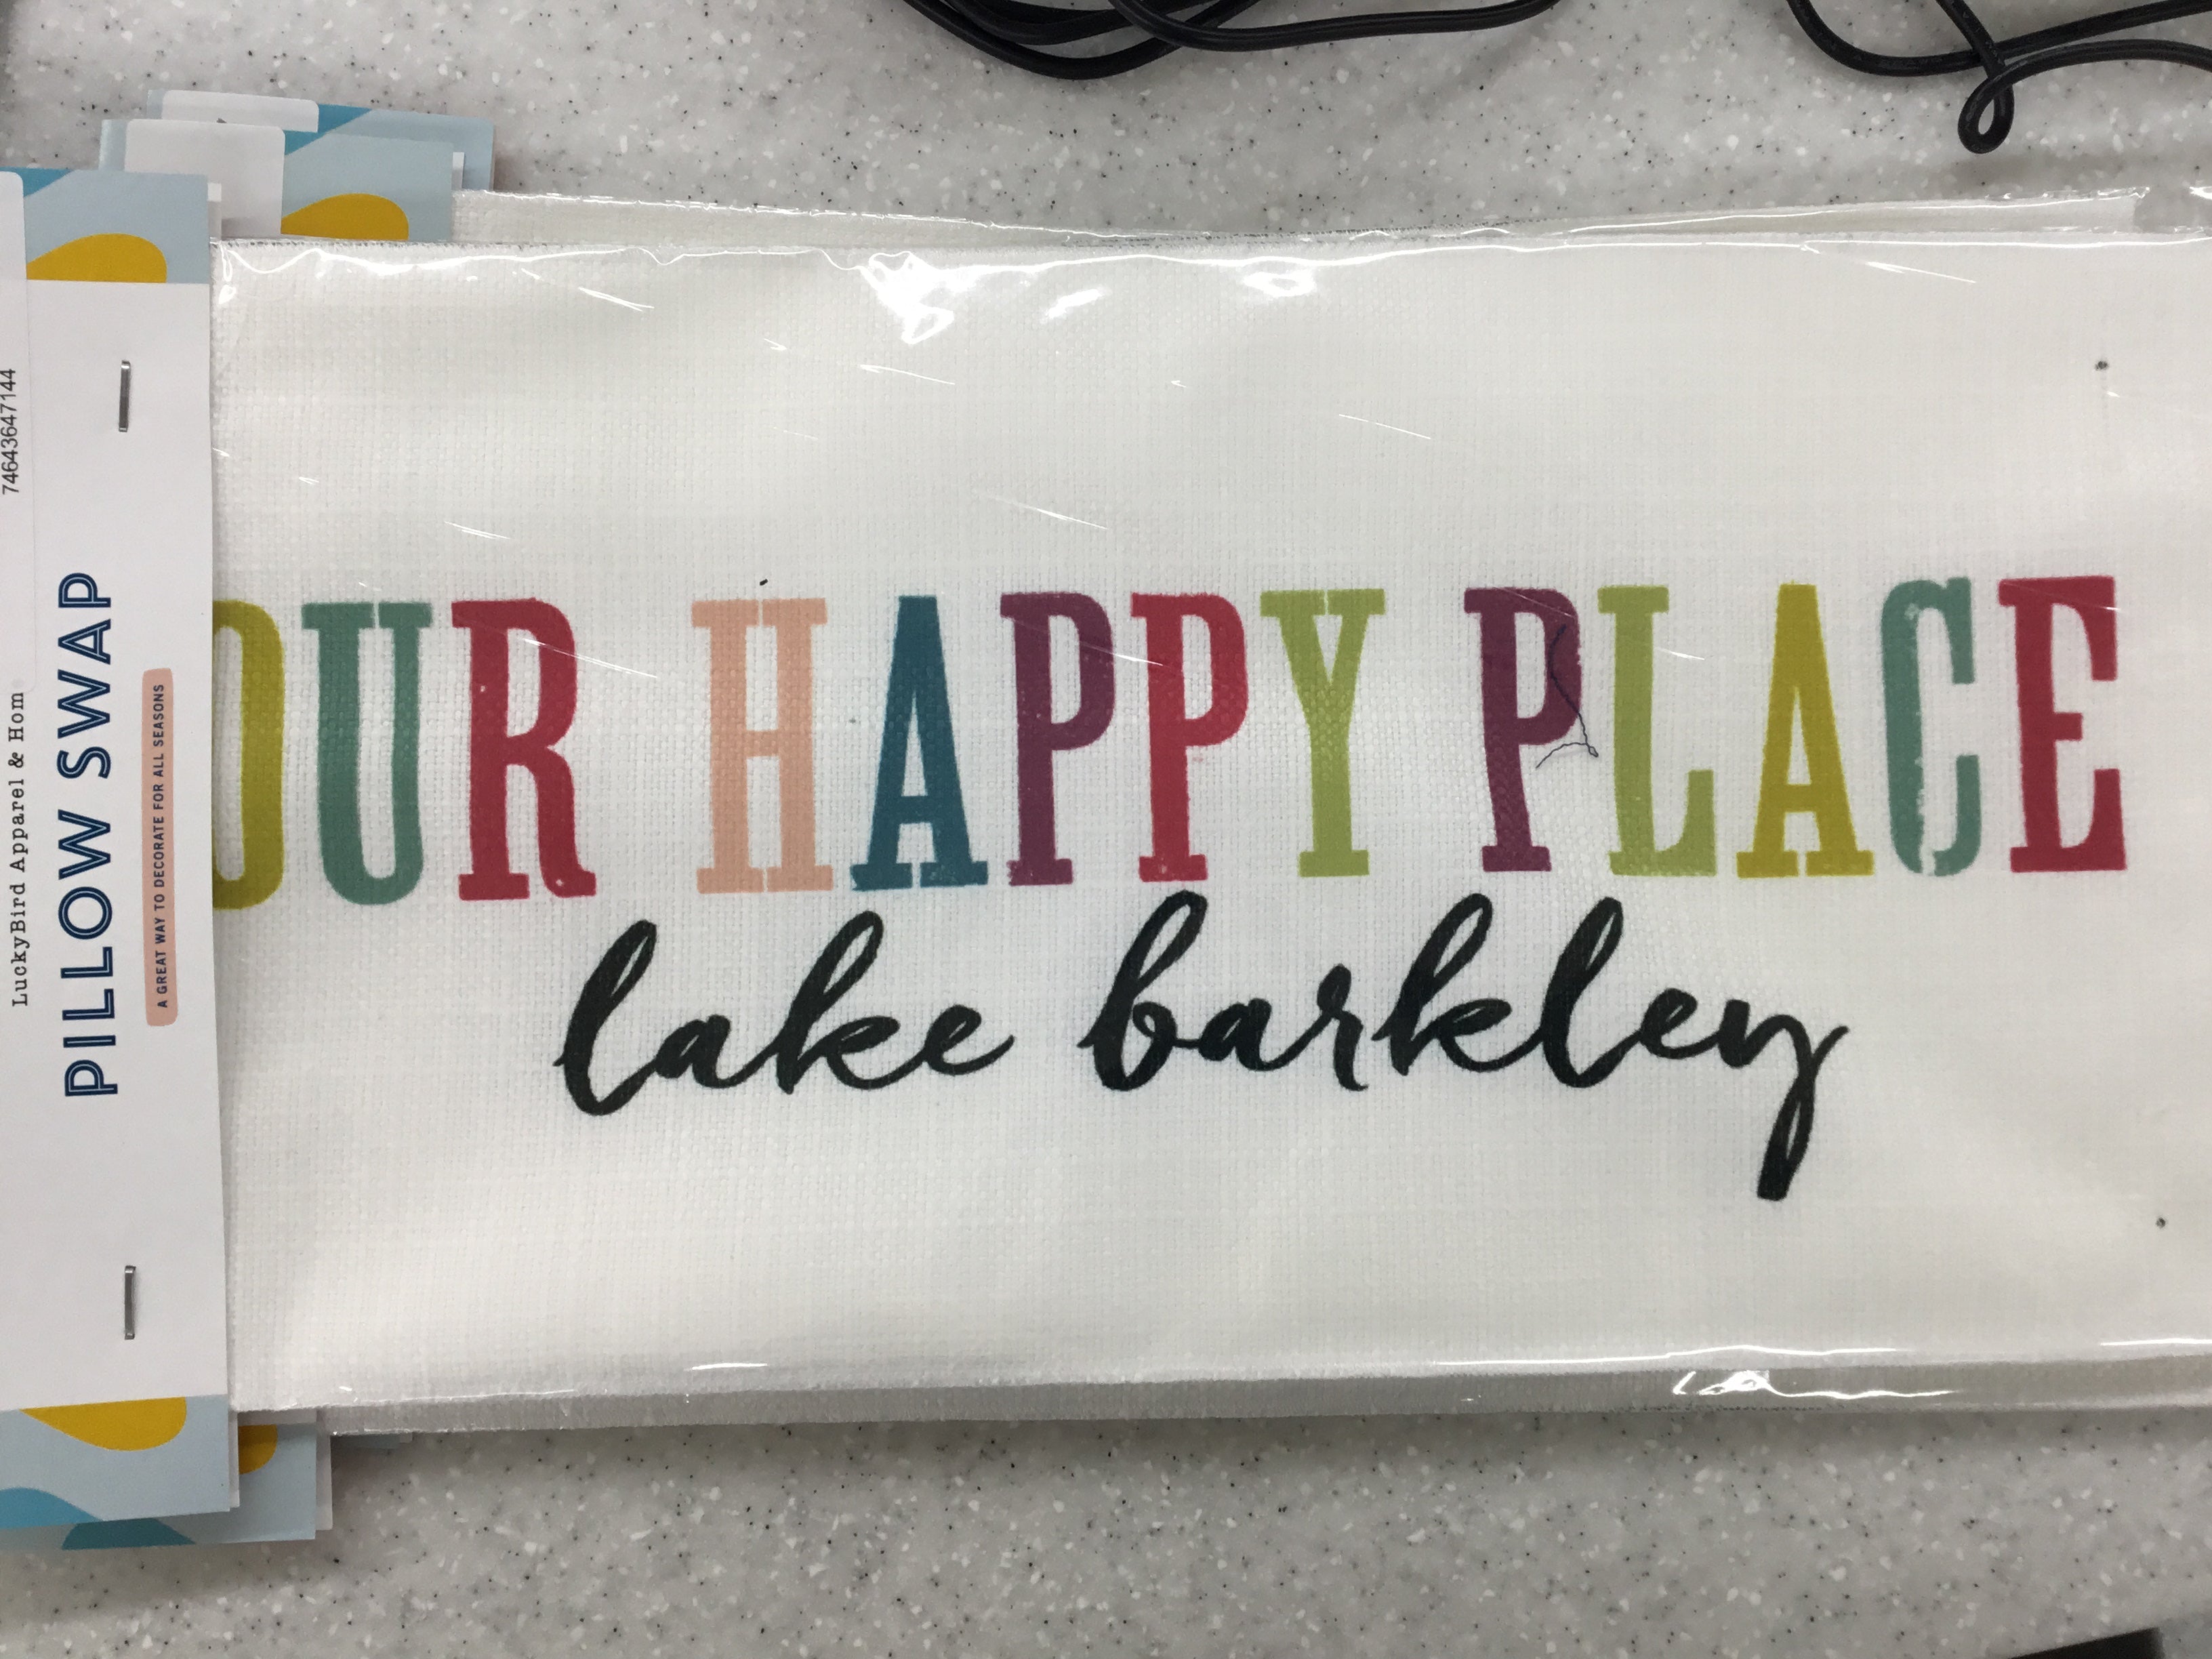 OUR HAPPY PLACE
lake barkley
74643647144
LuckyBird Apparel & Hom
PILLOW SWAP
A GREAT WAY TO DECORATE FOR ALL SEASONS